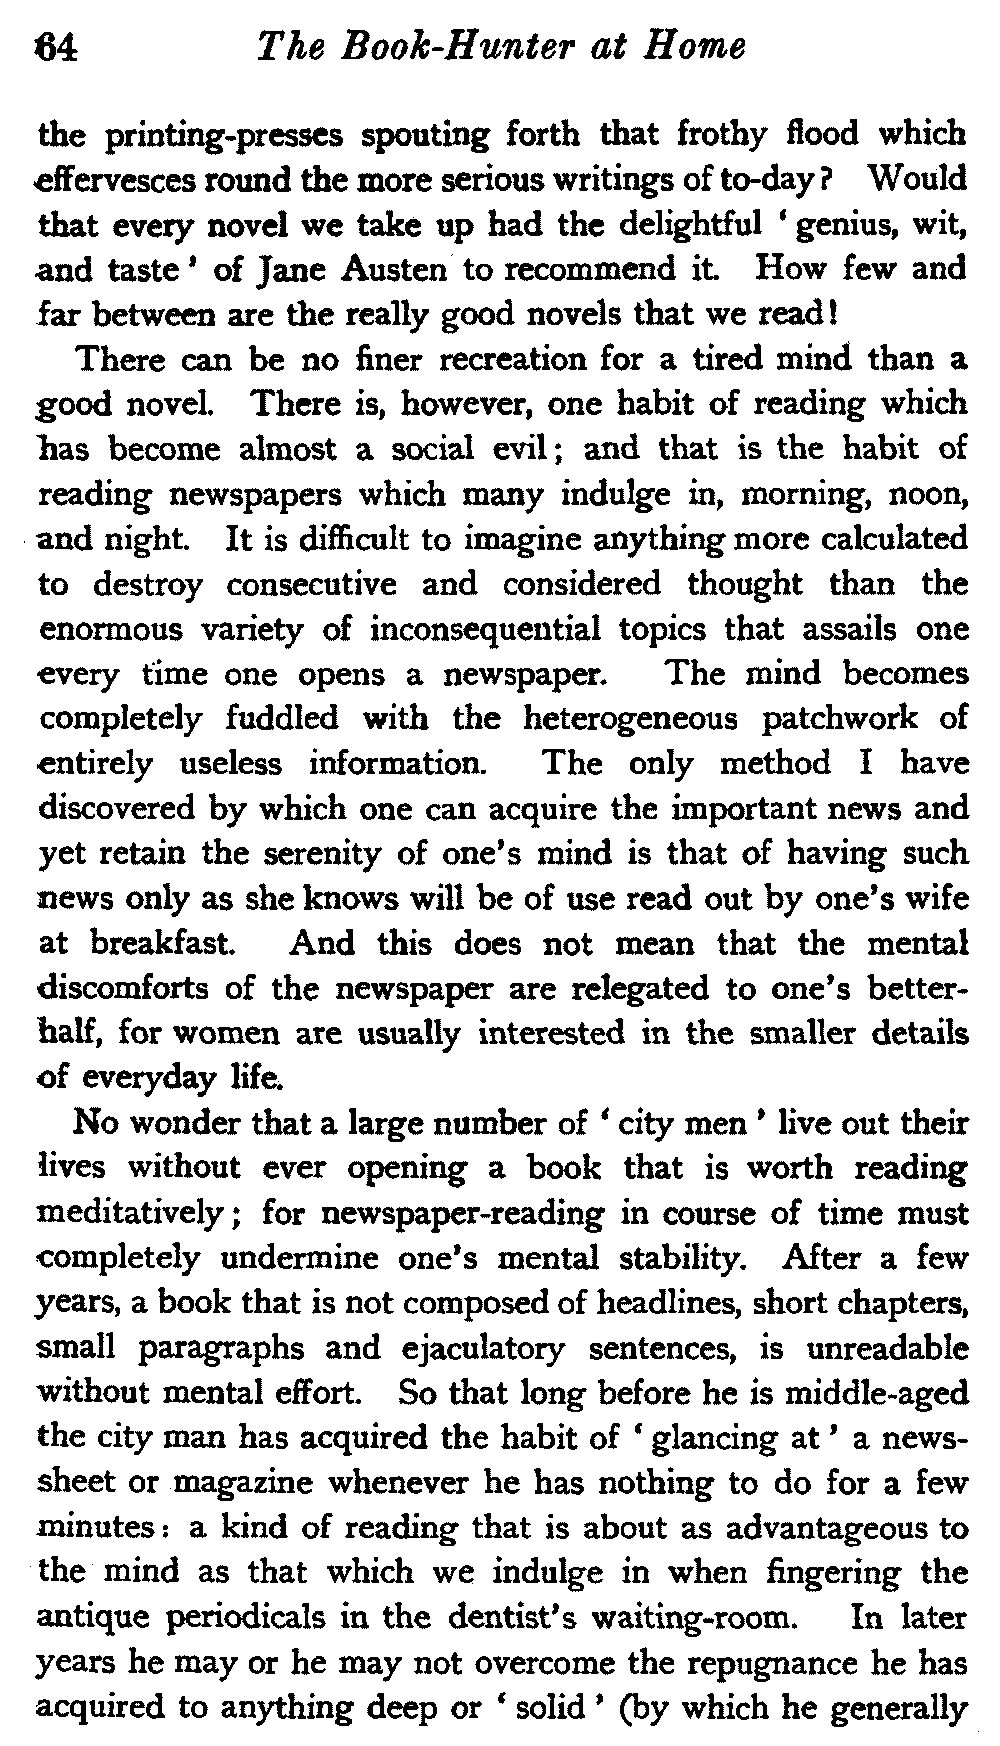 64 The Book-Hunter at Home
the printing-presses spouting forth that frothy flood which
effervesces round the more serious writings of to-day? Would
that every novel we take up had the delightful ‘genius, wit,
and taste’ of Jane Austen to recommend it. How few and
far between are the really good novels that we read!
There can be no finer recreation for a tired mind than a
good novel. There is, however, one habit of reading which
has become almost a social evil; and that is the habit of
reading newspapers which many indulge in, morning, noon,
and night. It is difficult to imagine anything more calculated
to destroy consecutive and considered thought than the
enormous variety of inconsequential topics that assails one
every time one opens a newspaper. The mind becomes
completely fuddled with the heterogeneous patchwork of
entirely useless information. The only method I have
discovered by which one can acquire the important news and
yet retain the serenity of one's mind is that of having such
news only as she knows will be of use read out by one's wife
at breakfast. And this does not mean that the mental
discomforts of the newspaper are relegated to one's better-
half, for women are usually interested in the smaller details
of everyday life.
No wonder that a large number of ‘city men’ live out their
lives without ever opening a book that is worth reading
meditatively; for newspaper-reading in course of time must
completely undermine one's mental stability. After a few
years, a book that is not composed of headlines, short chapters,
small paragraphs and ejaculatory sentences, is unreadable
without mental effort. So that long before he is middle-aged
the city man has acquired the habit of ‘glancing at’ a news-
sheet or magazine whenever he has nothing to do for a few
minutes: a kind of reading that is about as advantageous to
the mind as that which we indulge in when fingering the
antique periodicals in the dentist's waiting-room. In later
years he may or he may not overcome the repugnance he has
acquired to anything deep or ‘solid’ (by which he generally